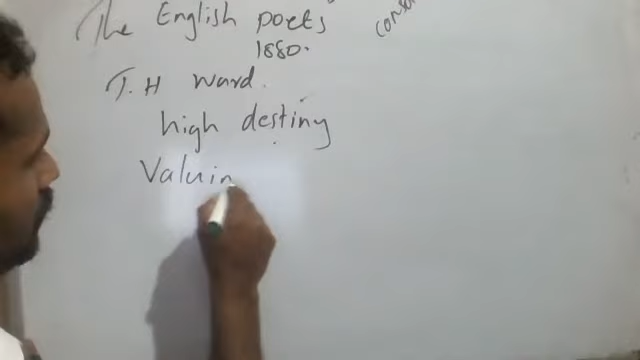 The English poets
1880.
T. H Ward.
high destiny
Valuin